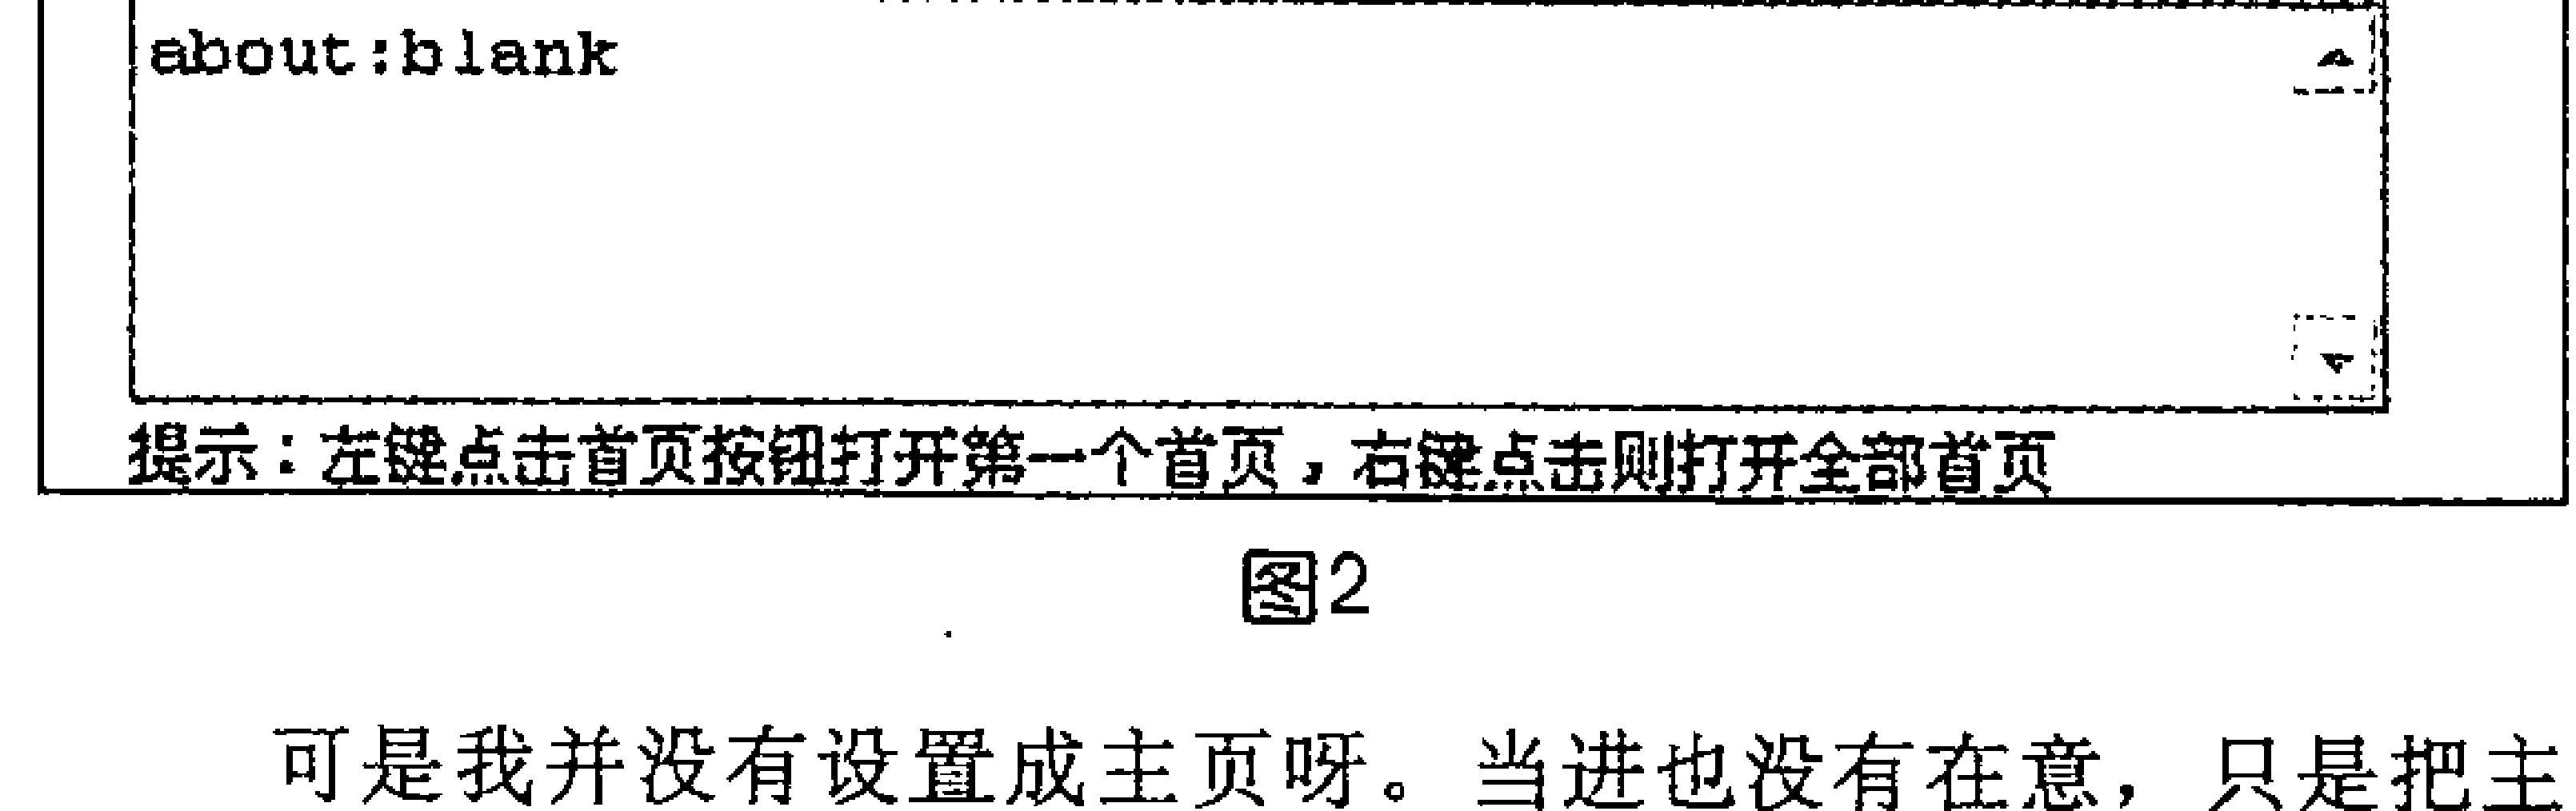 about:blank
提示：左键点击首页按钮打开第一个首页，右键点击则打开全部首页
图2
可是我并没有设置成主页呀。当进也没有在意，只是把主